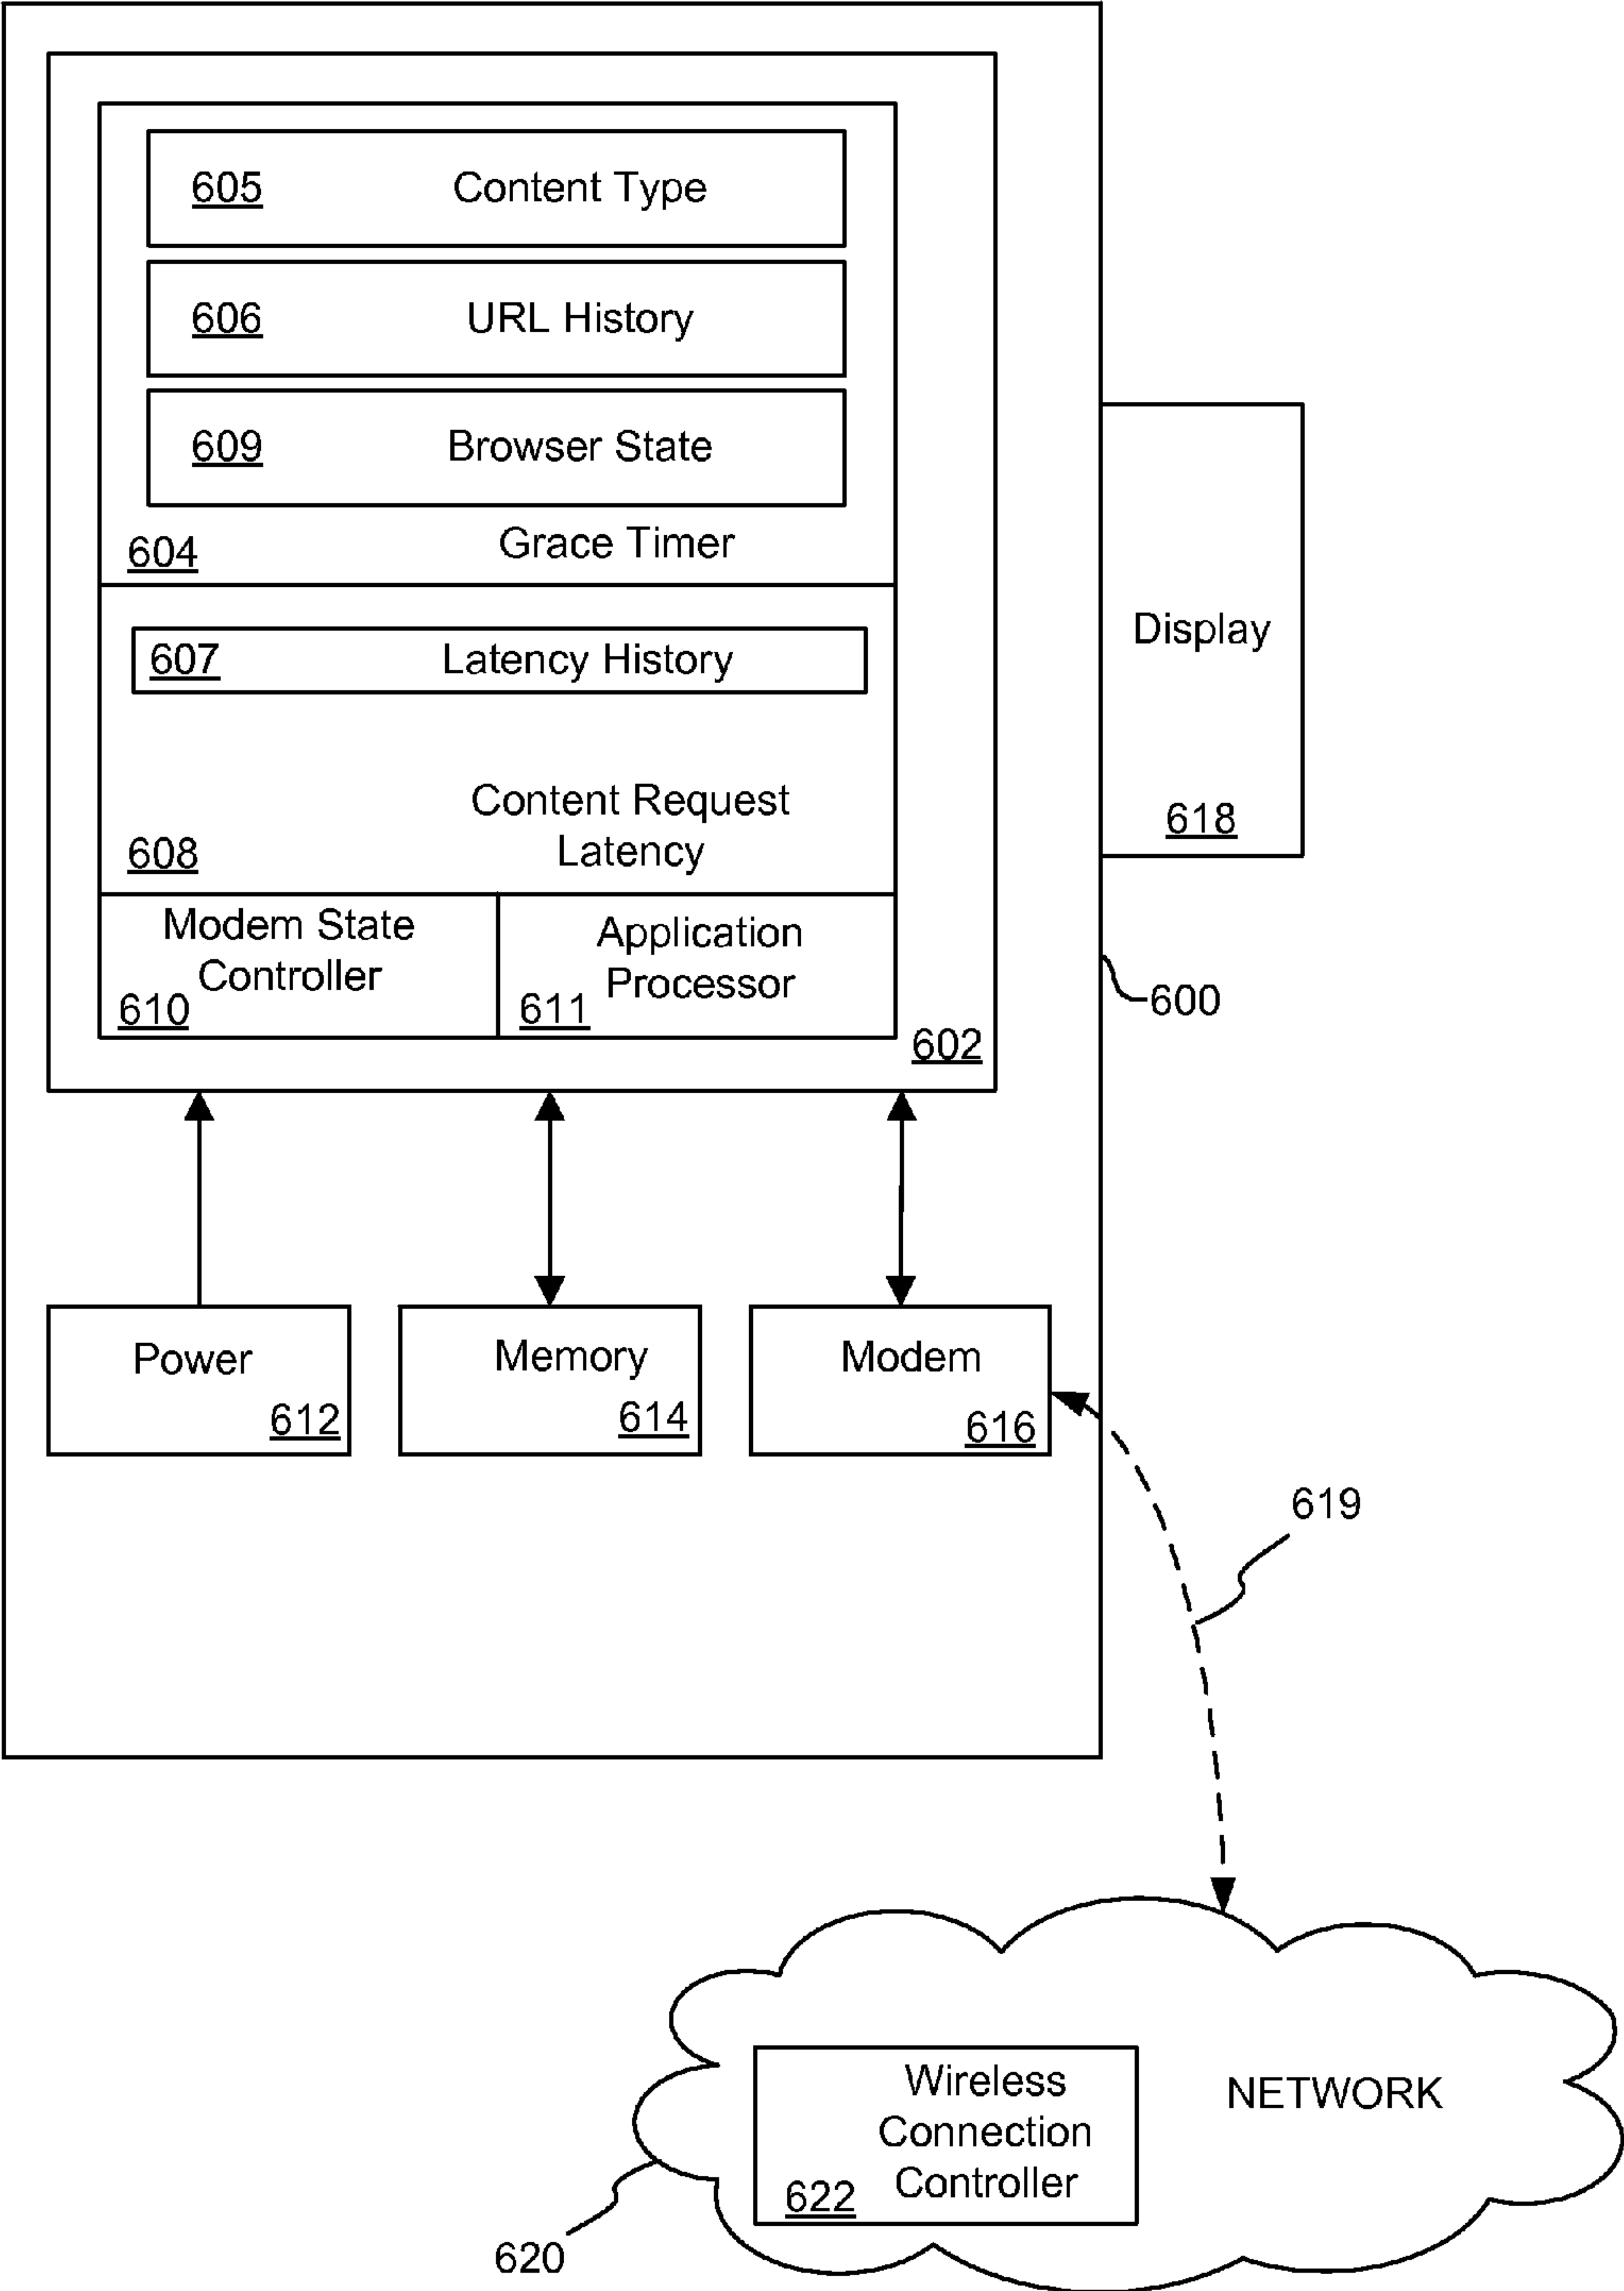 605 Content Type
606 URL History
609 Browser State
Grace Timer
604
607 Latency History
Content Request
Latency
608
Modem State
Controller
610
Application
Processor
611
602
Display
618
600
Power
612
Memory
614
Modem
616
619
Wireless
Connection
Controller
622
NETWORK
620